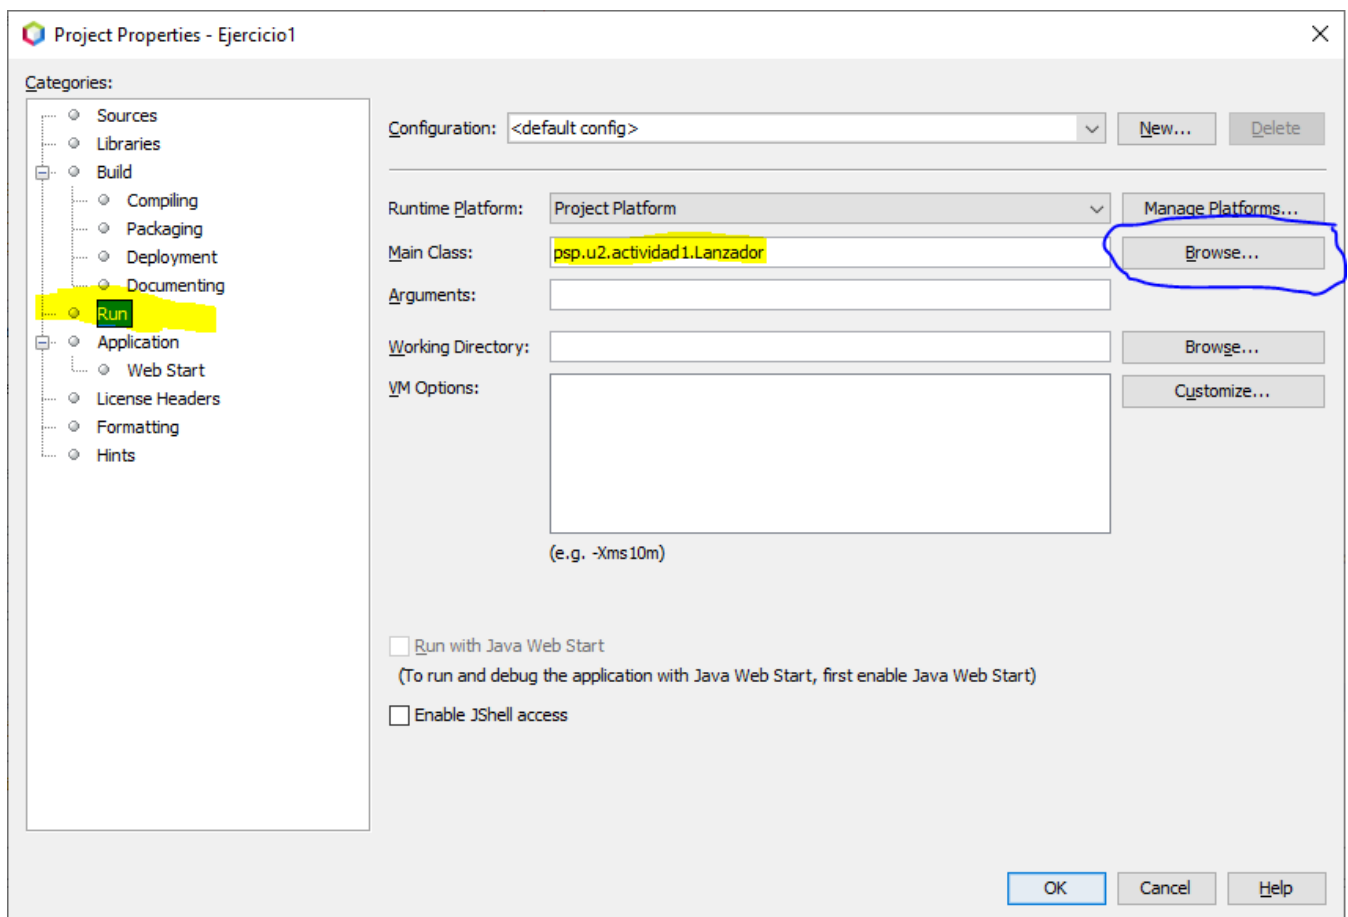 Project Properties - Ejercicio1
Categories:
Sources
Libraries
Build
Compiling
Packaging
Deployment
Documenting
Run
Application
Web Start
License Headers
Formatting
Hints
Configuration: <default config> New... Delete
Runtime Platform: Project Platform Manage Platforms...
Main Class: psp.u2.actividad1.Lanzador Browse...
Arguments:
Working Directory: Browse...
VM Options: Customize...
(e.g. -Xms10m)
Run with Java Web Start
(To run and debug the application with Java Web Start, first enable Java Web Start)
Enable JShell access
OK Cancel Help